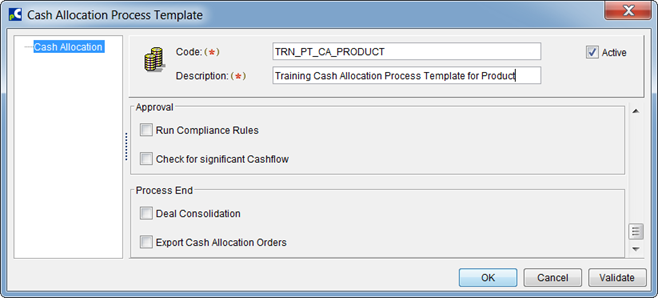 pC Cash Allocation Process Template
Cash Allocation
Code: (*) TRN_PT_CA_PRODUCT Active
Description: (*) Training Cash Allocation Process Template for Product
Approval
Run Compliance Rules
Check for significant Cashflow
Process End
Deal Consolidation
Export Cash Allocation Orders
OK Cancel Validate